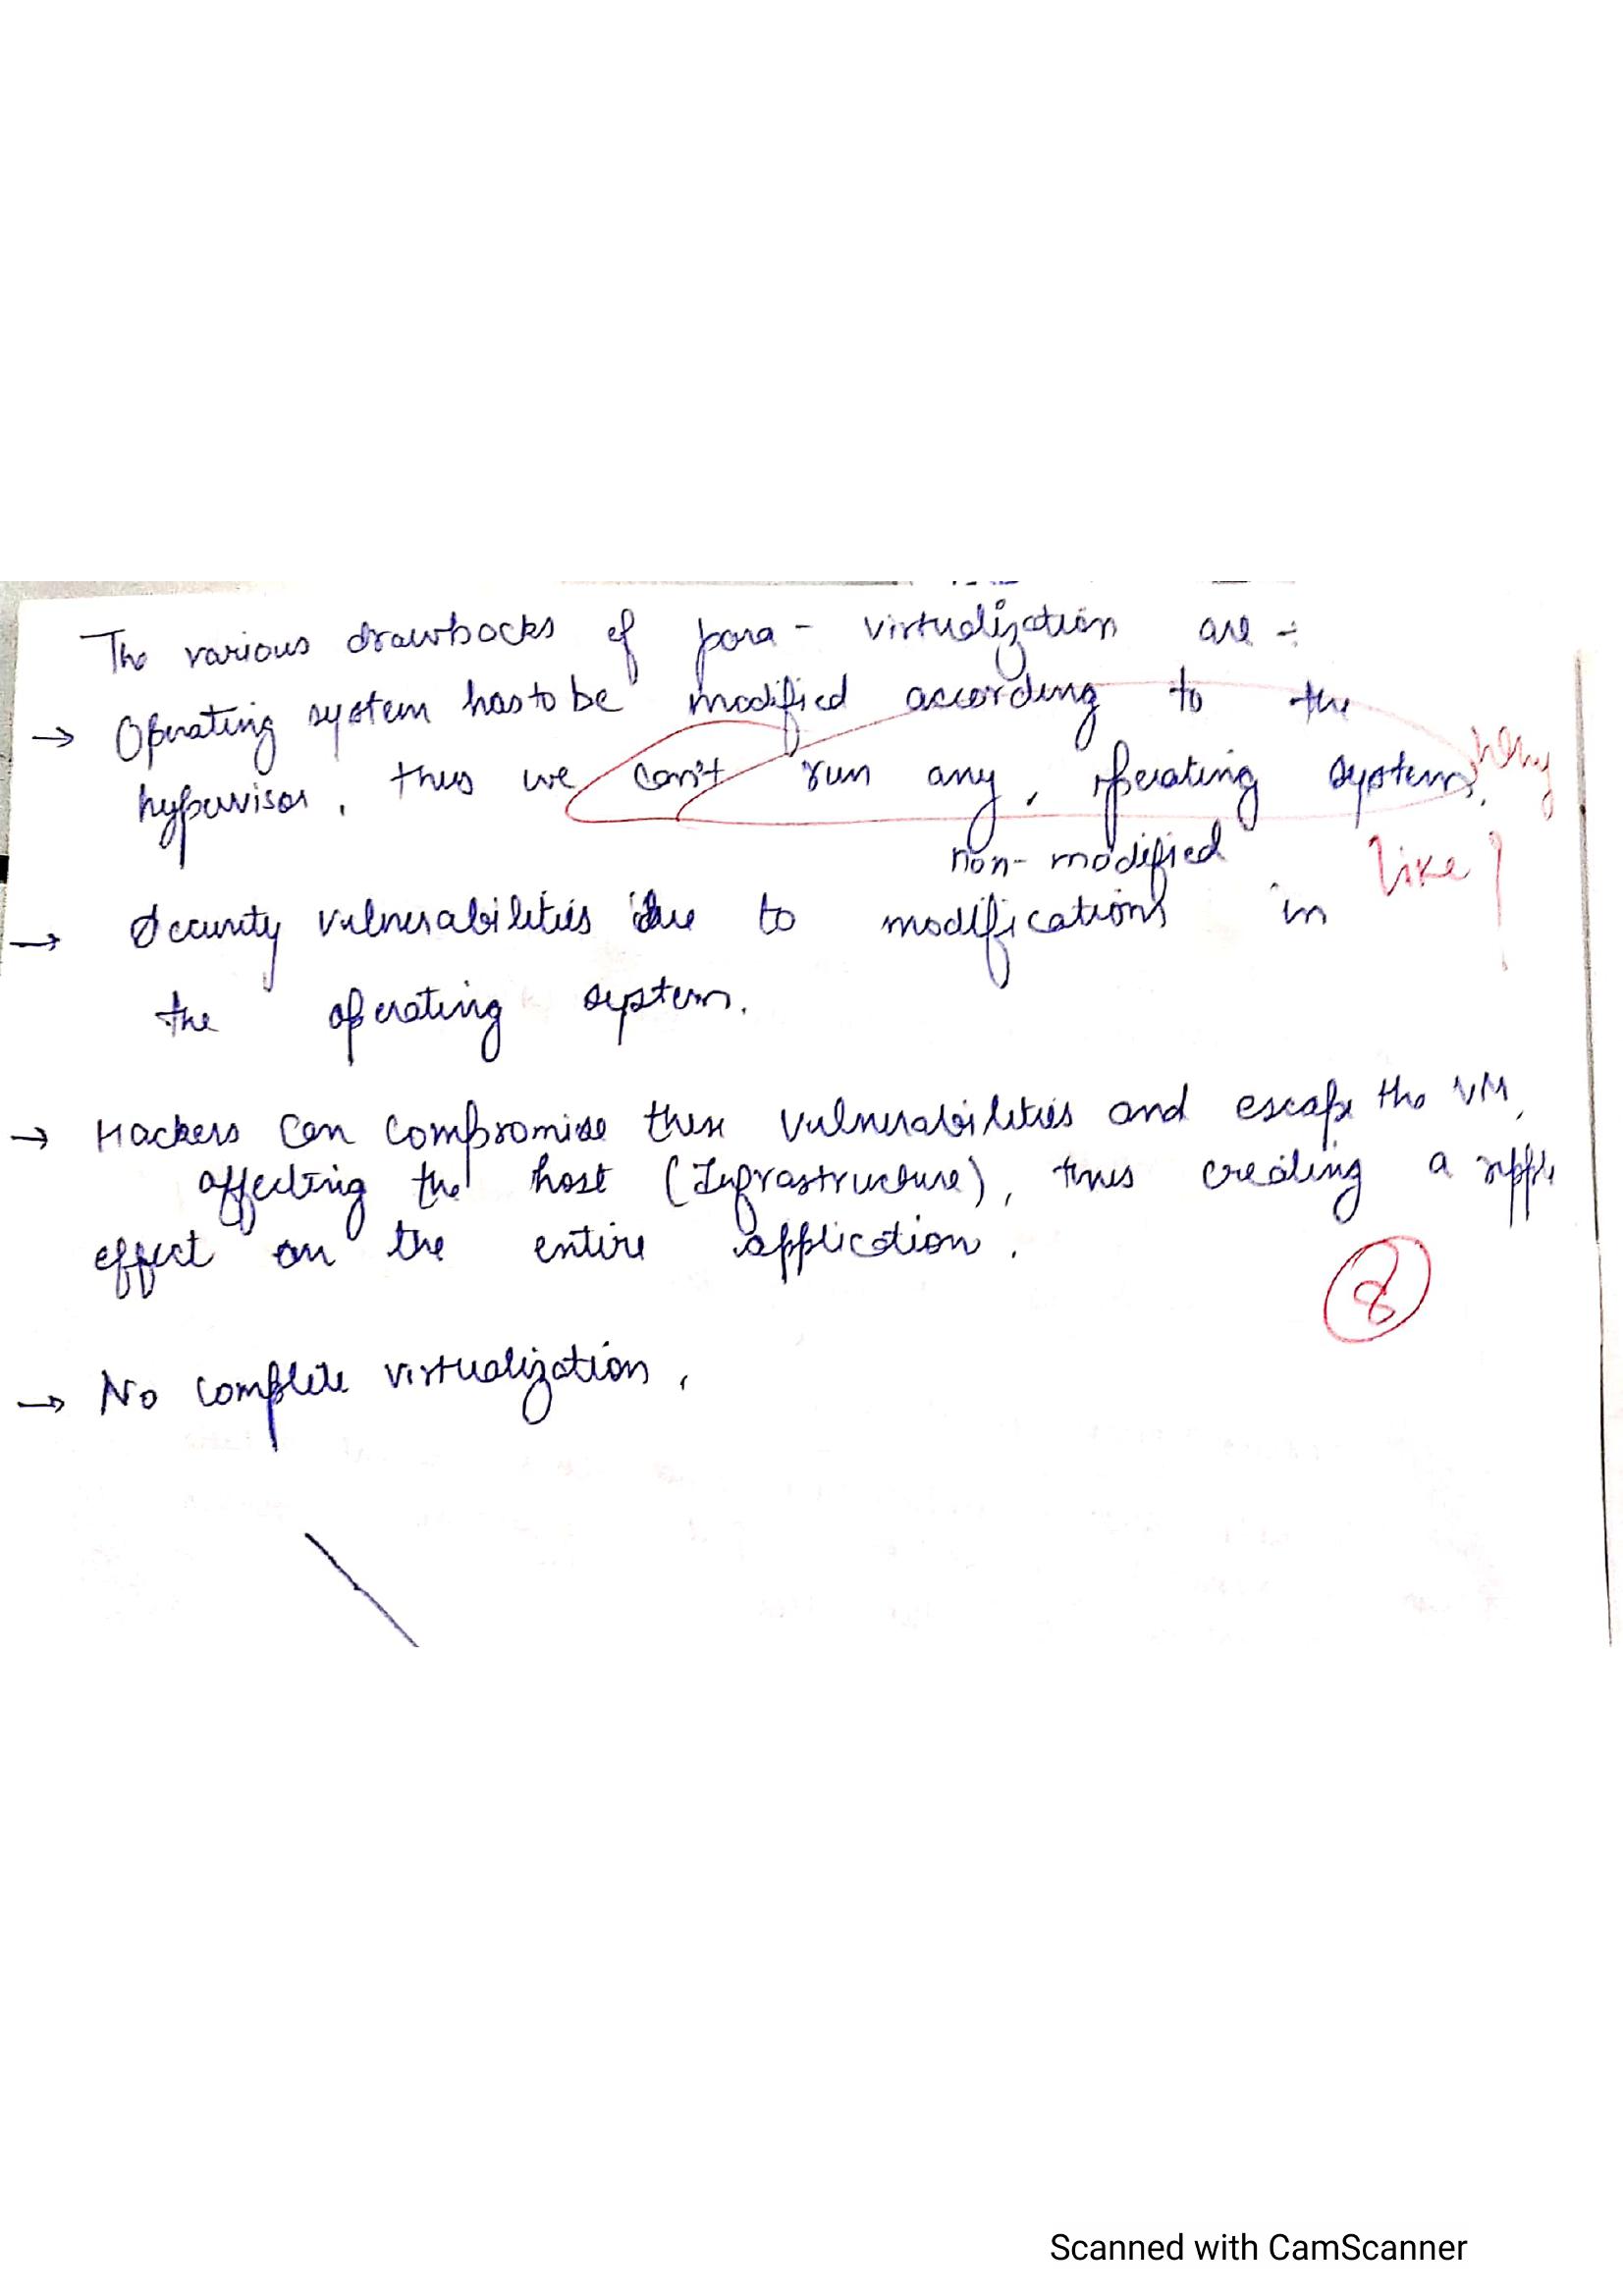 The various drawbacks of para - virtualization are :-
→ Operating system has to be modified according to the
hypervisor, thus we can't run any, operating system. Why
non-modified like
→ Security vulnerabilities due to modifications in
the operating system.
→ Hackers can compromise these vulnerabilities and escape the VM,
affecting the host (Infrastructure), thus creating a ripple
effect on the entire application.
8
→ No complete virtualization.
Scanned with CamScanner